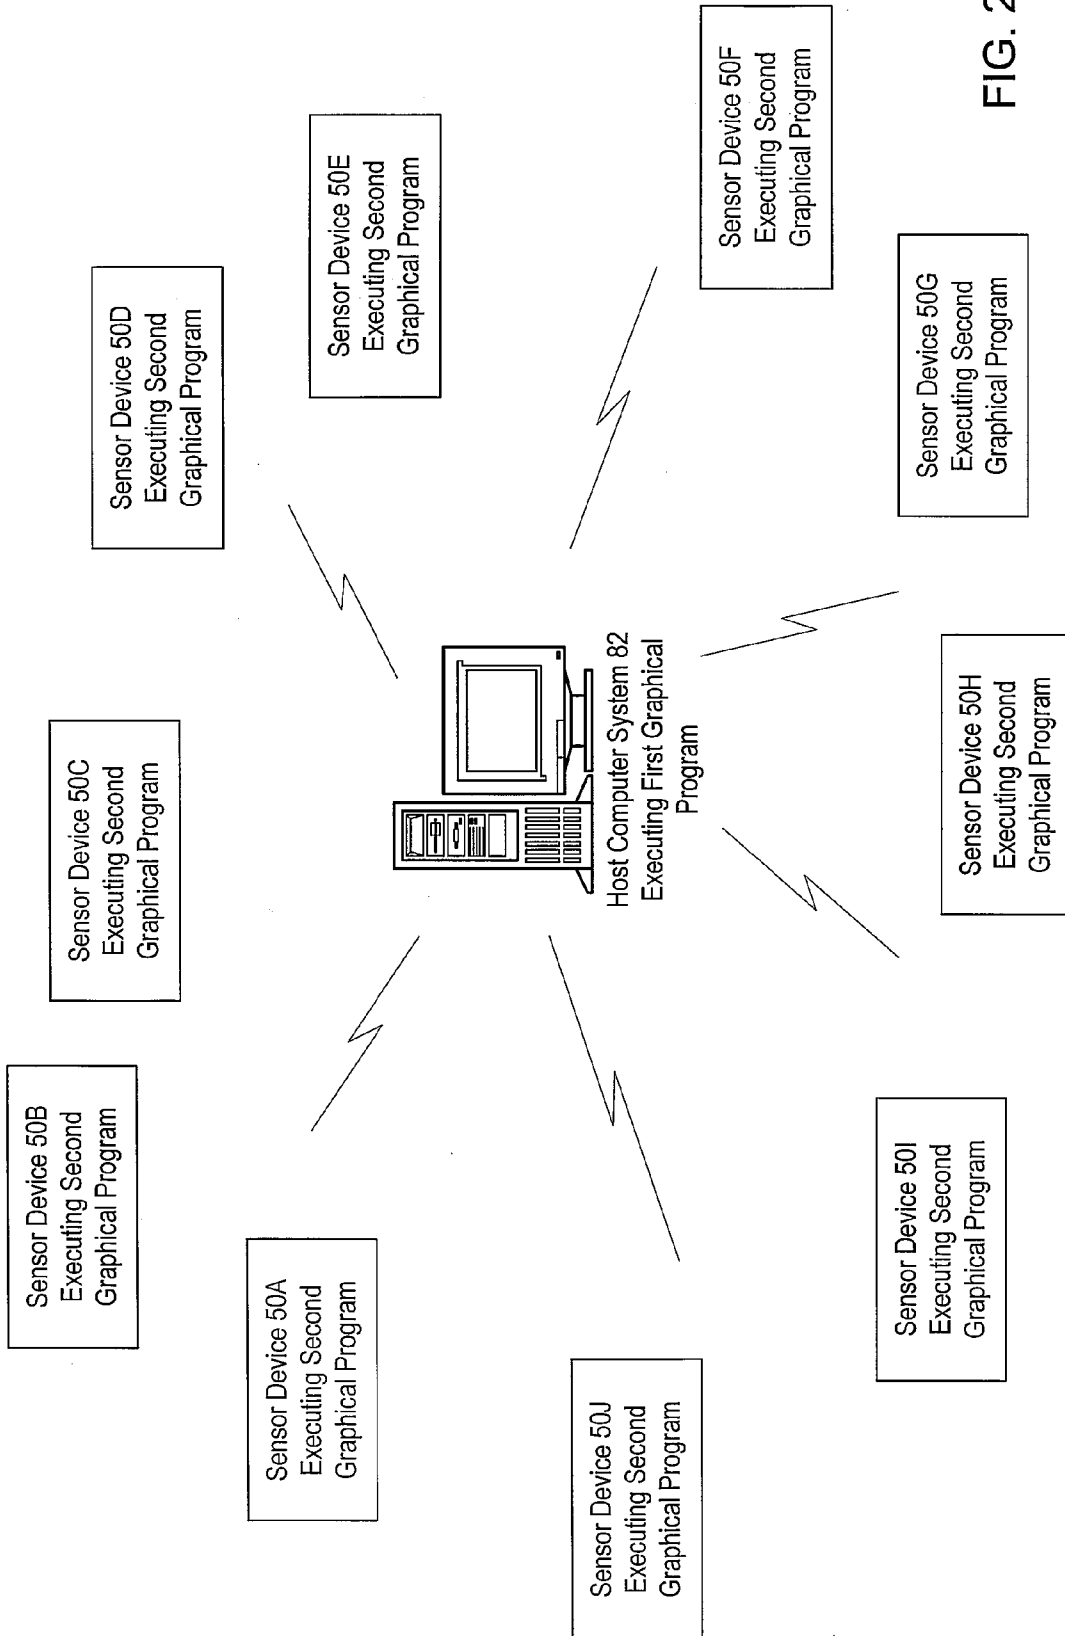 Sensor Device 50B
Executing Second
Graphical Program
Sensor Device 50C
Executing Second
Graphical Program
Sensor Device 50D
Executing Second
Graphical Program
Sensor Device 50A
Executing Second
Graphical Program
Sensor Device 50E
Executing Second
Graphical Program
Host Computer System 82
Executing First Graphical
Program
Sensor Device 50J
Executing Second
Graphical Program
Sensor Device 50F
Executing Second
Graphical Program
Sensor Device 50I
Executing Second
Graphical Program
Sensor Device 50H
Executing Second
Graphical Program
Sensor Device 50G
Executing Second
Graphical Program
FIG. 2